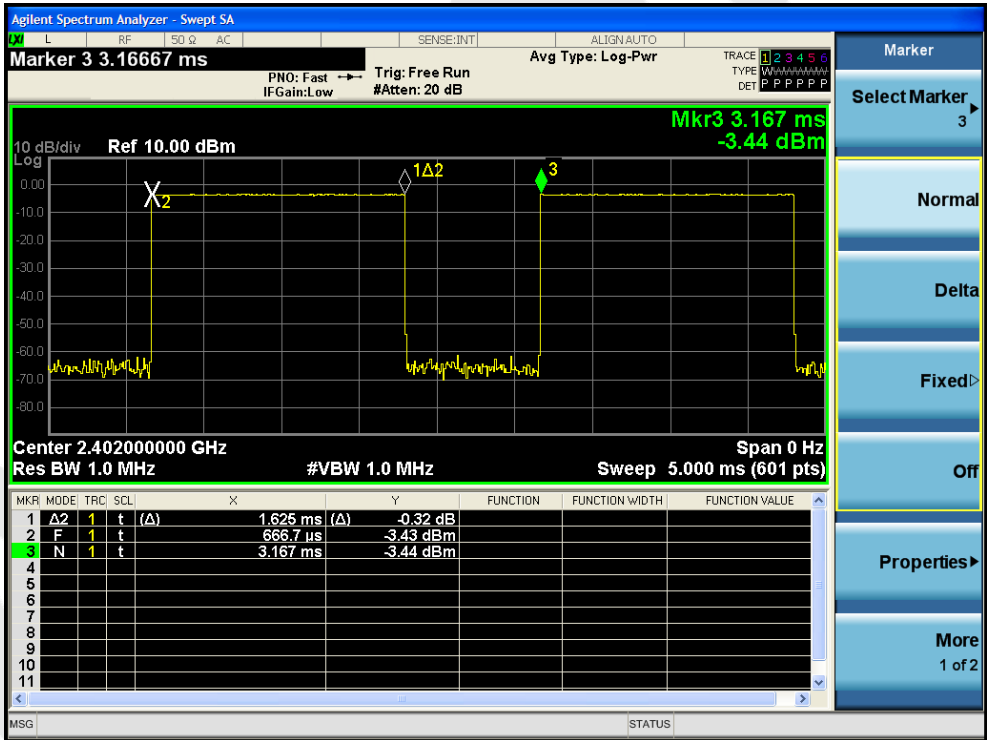 Agilent Spectrum Analyzer - Swept SA
LXI L RF 50 Ω AC SENSE:INT ALIGN AUTO
Marker 3 3.16667 ms
PNO: Fast
IFGain:Low
Trig: Free Run
#Atten: 20 dB
Avg Type: Log-Pwr
TRACE 1 2 3 4 5 6
TYPE
DET P P P P P P
Mkr3 3.167 ms
-3.44 dBm
10 dB/div Ref 10.00 dBm
Log
0.00
-10.0
-20.0
-30.0
-40.0
-50.0
-60.0
-70.0
-80.0
X2
1Δ2
3
Center 2.402000000 GHz Span 0 Hz
Res BW 1.0 MHz #VBW 1.0 MHz Sweep 5.000 ms (601 pts)
MKR MODE TRC SCL X Y FUNCTION FUNCTION WIDTH FUNCTION VALUE
1 Δ2 1 t (Δ) 1.625 ms (Δ) -0.32 dB
2 F 1 t 666.7 µs -3.43 dBm
3 N 1 t 3.167 ms -3.44 dBm
4
5
6
7
8
9
10
11
MSG STATUS
Marker
Select Marker
3
Normal
Delta
Fixed
Off
Properties
More
1 of 2